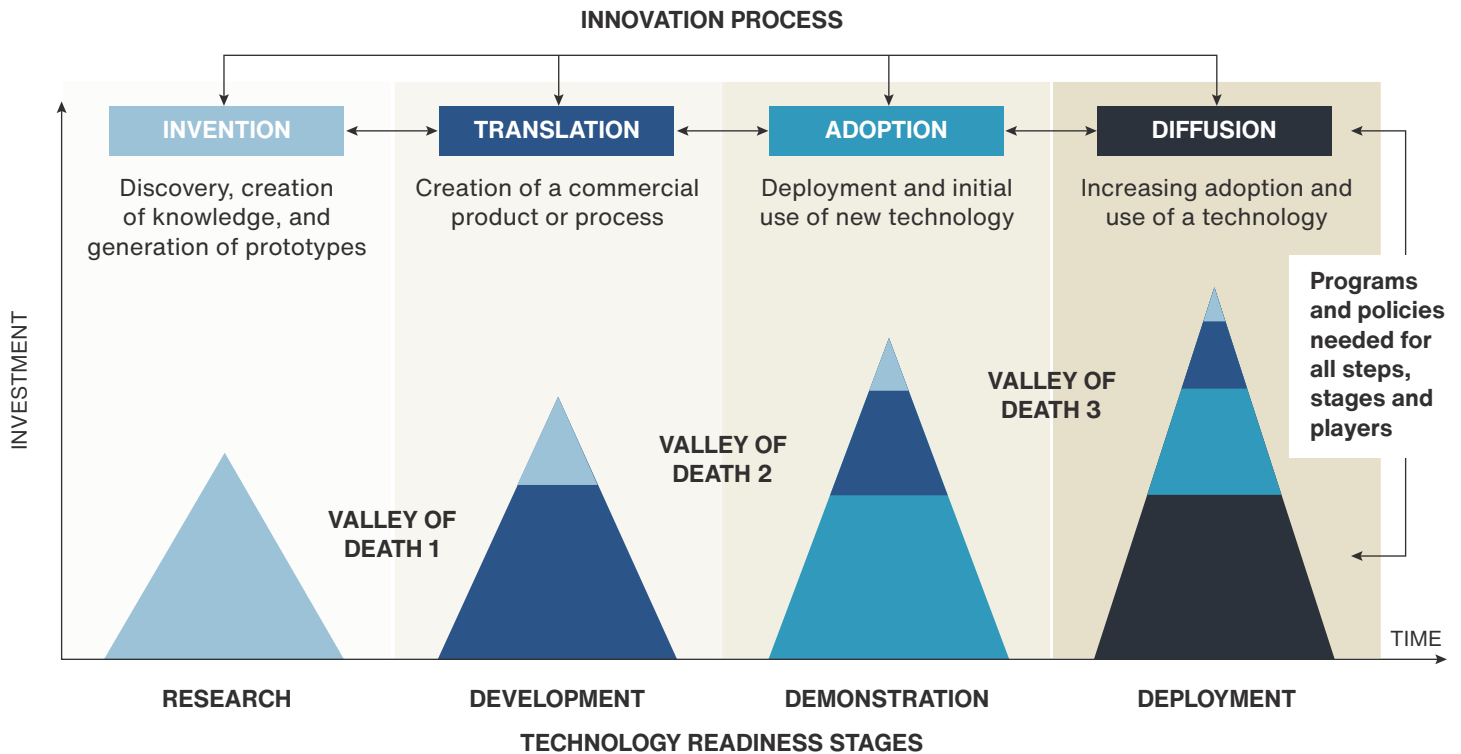 INNOVATION PROCESS
INVENTION
TRANSLATION
ADOPTION
DIFFUSION
Discovery, creation
of knowledge, and
generation of prototypes
Creation of a commercial
product or process
Deployment and initial
use of new technology
Increasing adoption and
use of a technology
Programs
and policies
needed for
all steps,
stages and
players
INVESTMENT
VALLEY OF
DEATH 1
VALLEY OF
DEATH 2
VALLEY OF
DEATH 3
TIME
RESEARCH
DEVELOPMENT
DEMONSTRATION
DEPLOYMENT
TECHNOLOGY READINESS STAGES